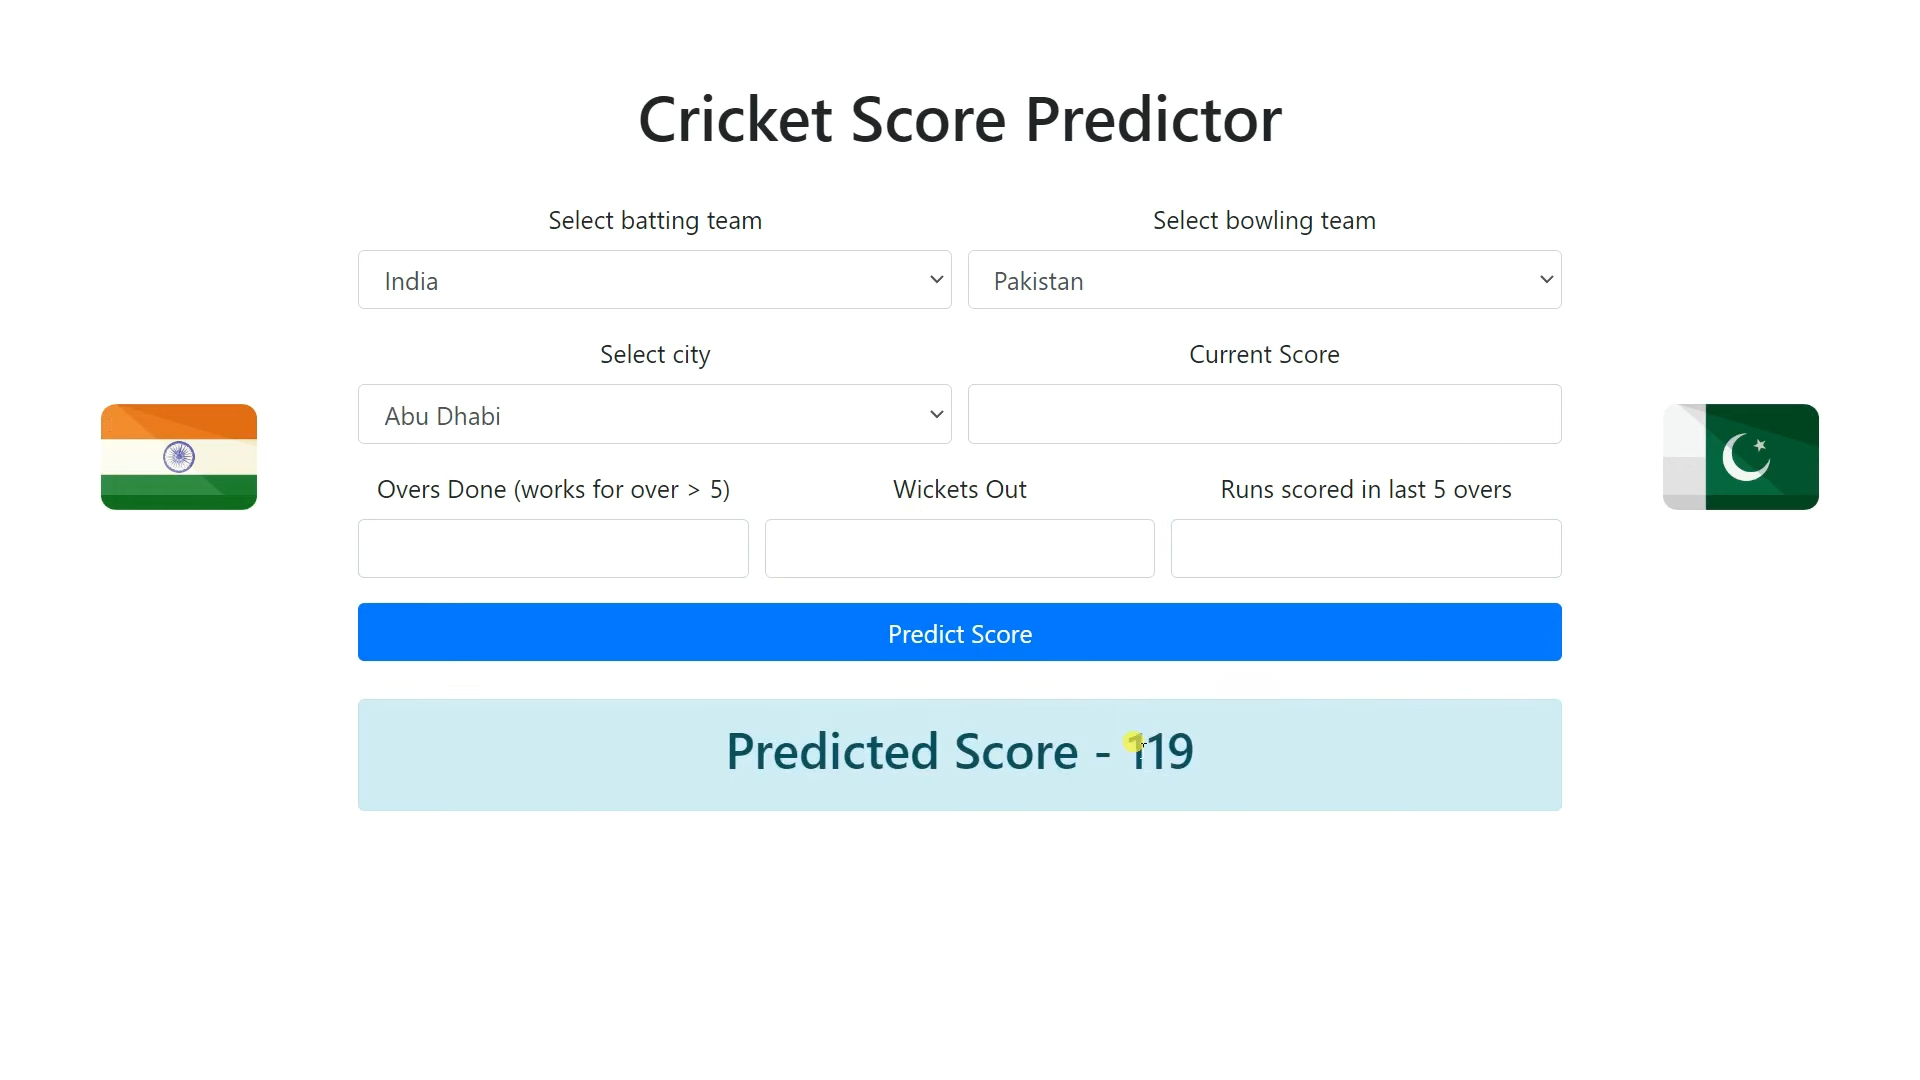 Cricket Score Predictor
Select batting team
Select bowling team
India
Pakistan
Select city
Current Score
Abu Dhabi
Overs Done (works for over > 5)
Wickets Out
Runs scored in last 5 overs
Predict Score
Predicted Score - 119